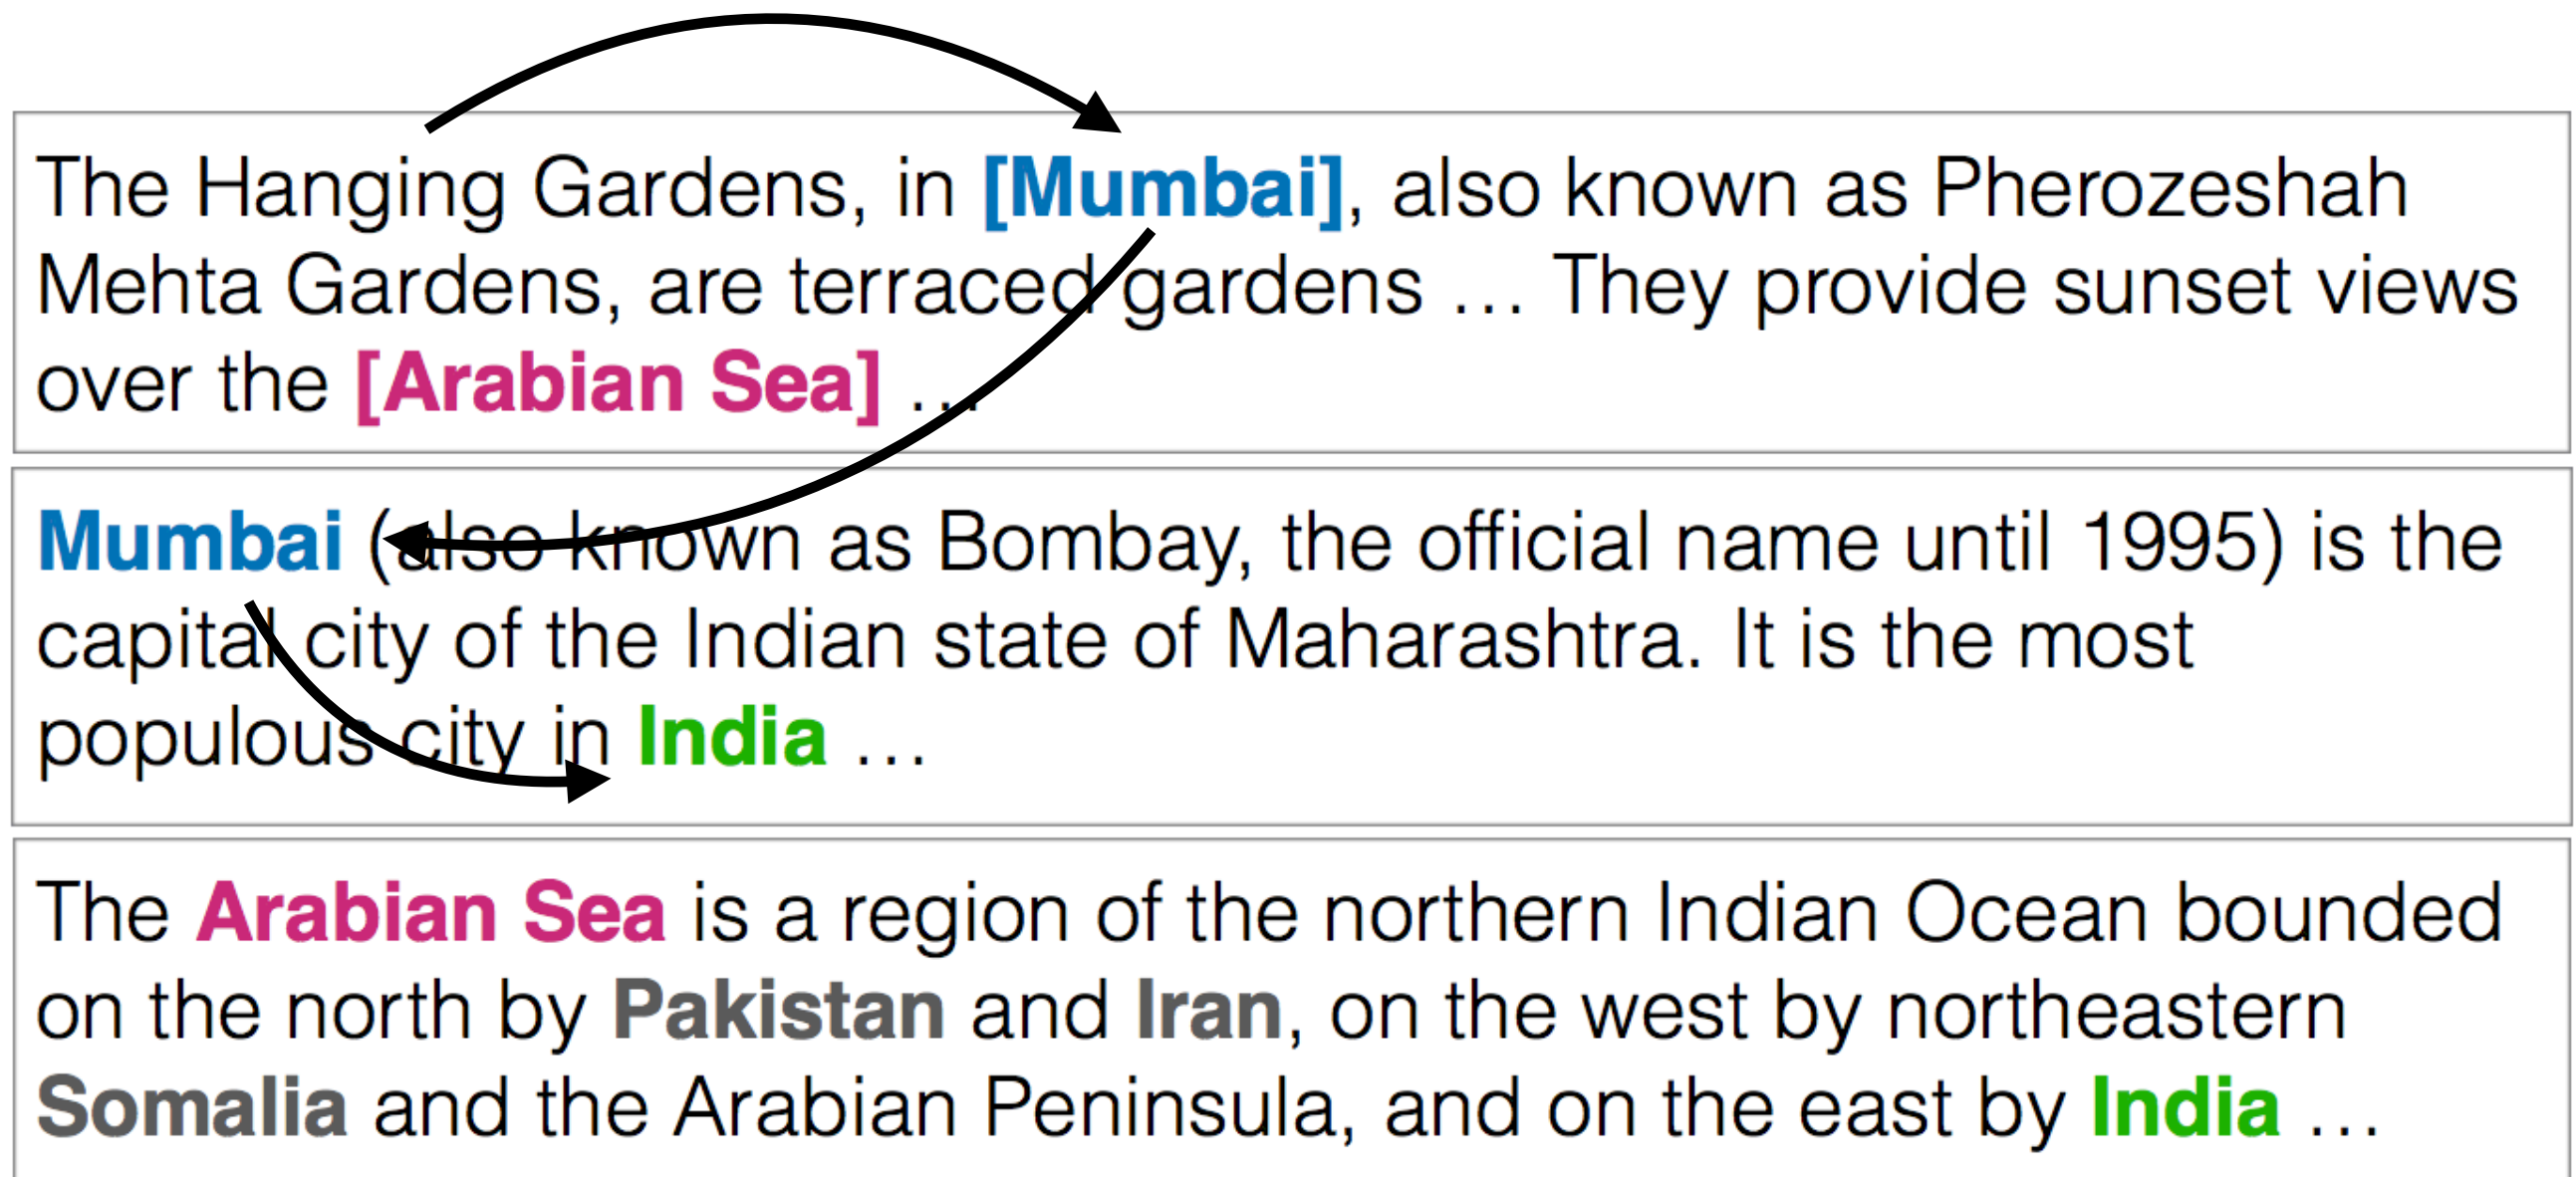 The Hanging Gardens, in [Mumbai], also known as Pherozeshah
Mehta Gardens, are terraced gardens … They provide sunset views
over the [Arabian Sea] …
Mumbai (also known as Bombay, the official name until 1995) is the
capital city of the Indian state of Maharashtra. It is the most
populous city in India …
The Arabian Sea is a region of the northern Indian Ocean bounded
on the north by Pakistan and Iran, on the west by northeastern
Somalia and the Arabian Peninsula, and on the east by India …